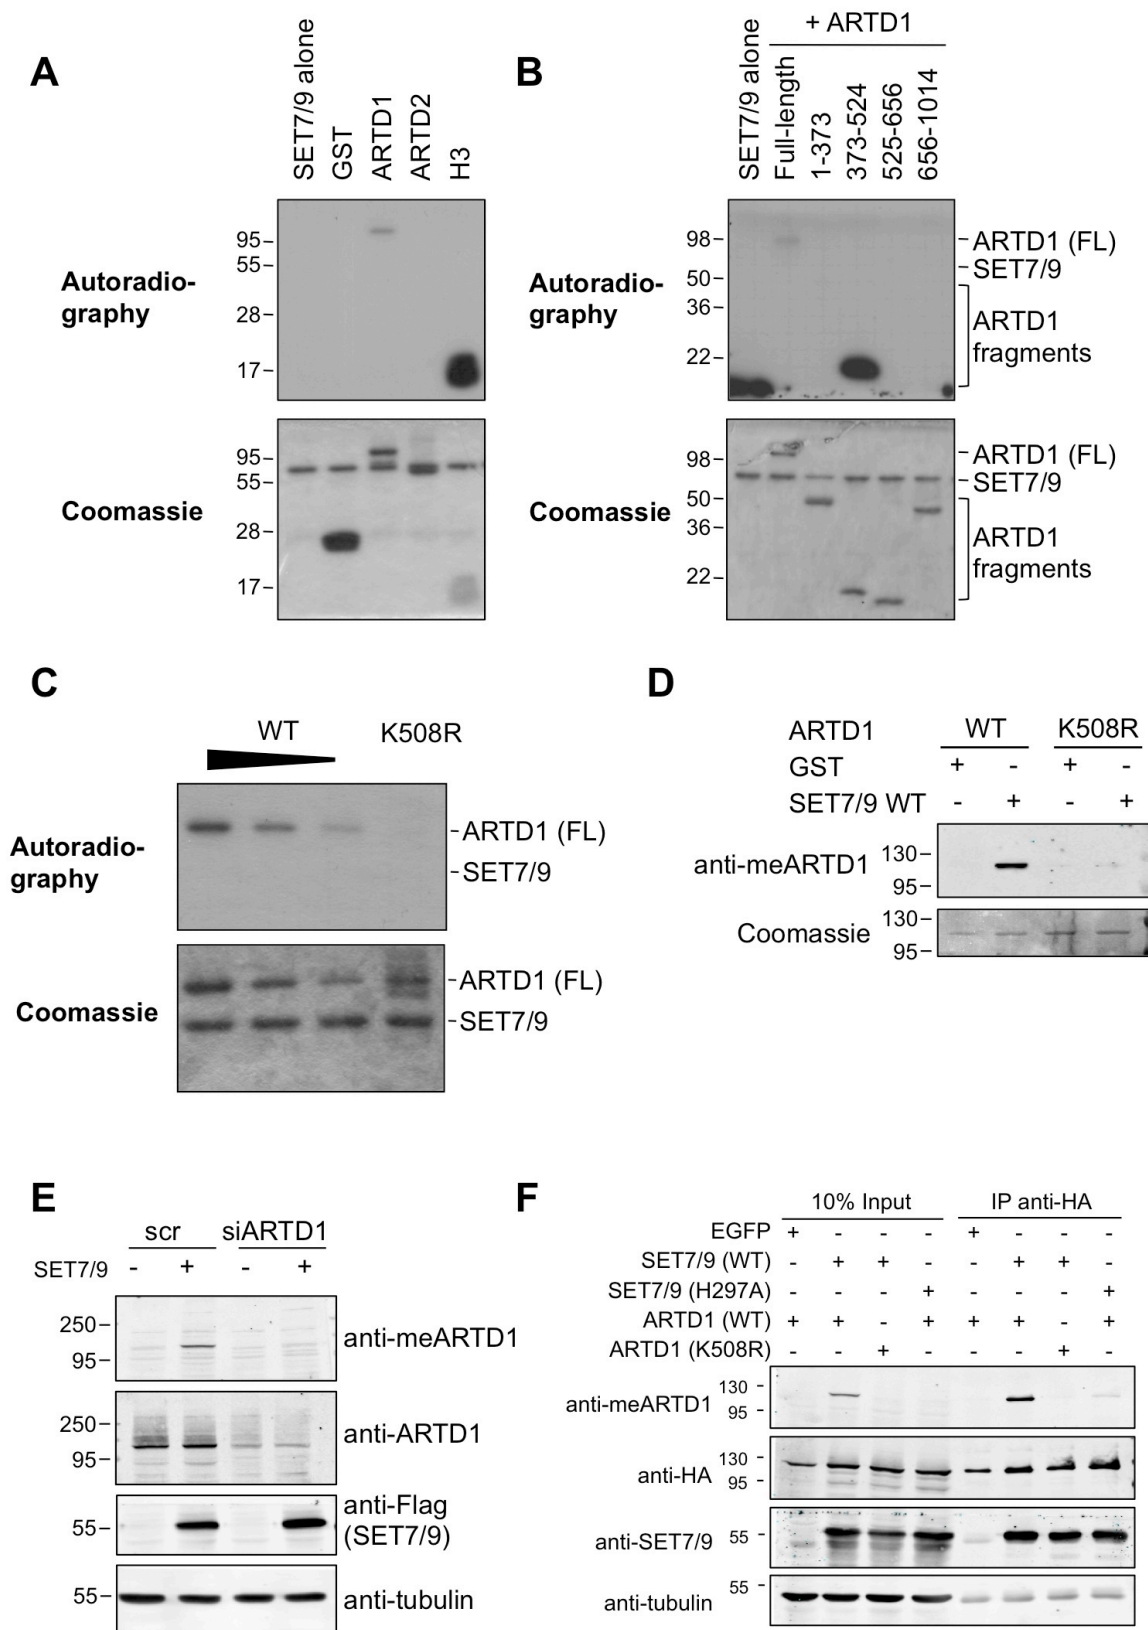 A
SET7/9 alone
GST
ARTD1
ARTD2
H3
Autoradio-
graphy
95
55
28
17
Coomassie
95
55
28
17
B
+ ARTD1
SET7/9 alone
Full-length
1-373
373-524
525-656
656-1014
Autoradio-
graphy
98
50
36
22
ARTD1 (FL)
SET7/9
ARTD1
fragments
Coomassie
98
50
36
22
ARTD1 (FL)
SET7/9
ARTD1
fragments
C
WT K508R
Autoradio-
graphy
-ARTD1 (FL)
-SET7/9
Coomassie
-ARTD1 (FL)
-SET7/9
D
ARTD1 WT K508R
GST + - + -
SET7/9 WT - + - +
anti-meARTD1
130
95
Coomassie
130
95
E
scr siARTD1
SET7/9 - + - +
250
95
anti-meARTD1
250
95
anti-ARTD1
55
anti-Flag
(SET7/9)
55
anti-tubulin
F
10% Input IP anti-HA
EGFP + - - - + - - -
SET7/9 (WT) - + + - - + + -
SET7/9 (H297A) - - - + - - - +
ARTD1 (WT) + + - + + + - +
ARTD1 (K508R) - - + - - - + -
anti-meARTD1
130
95
anti-HA
130
95
anti-SET7/9
55
anti-tubulin
55